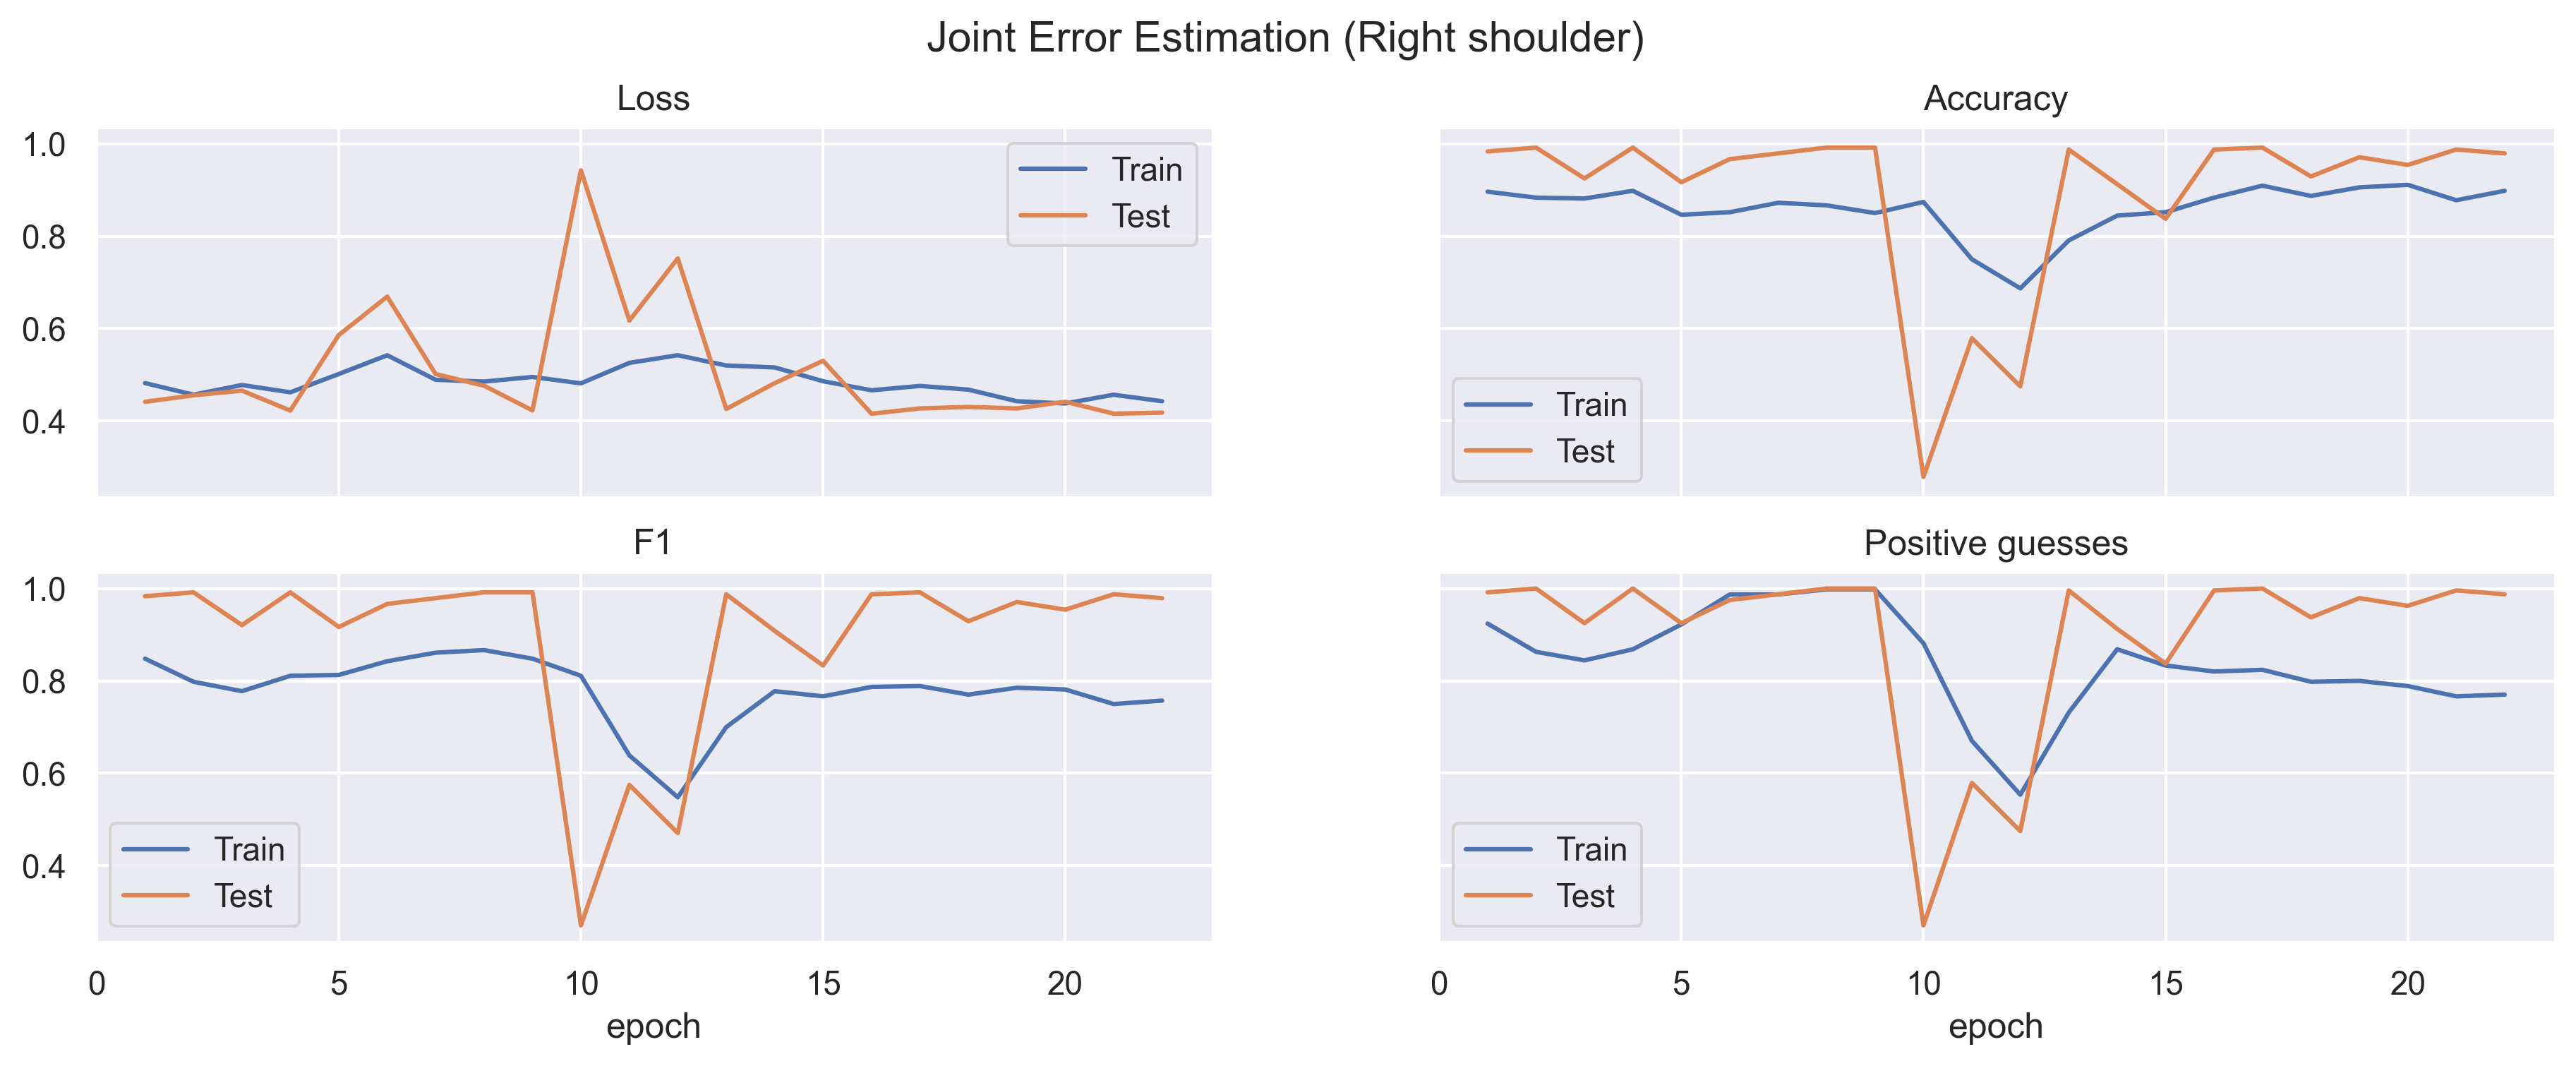 Joint Error Estimation (Right shoulder)
Loss
1.0
0.8
0.6
0.4
Train
Test
Accuracy
Train
Test
F1
1.0
0.8
0.6
0.4
Train
Test
0 5 10 15 20
epoch
Positive guesses
Train
Test
0 5 10 15 20
epoch